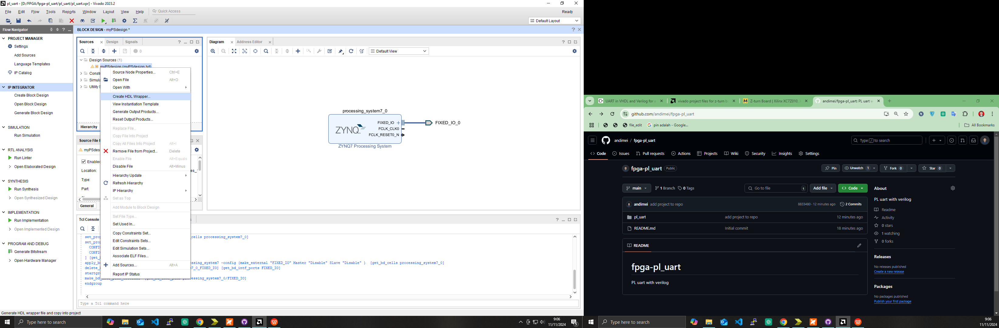 pl_uart - [D:/FPGA/fpga-pl_uart/pl_uart/pl_uart.xpr] - Vivado 2023.2
File Edit Flow Tools Reports Window Layout View Help Quick Access
Ready
Default Layout
Flow Navigator
PROJECT MANAGER
Settings
Add Sources
Language Templates
IP Catalog
IP INTEGRATOR
Create Block Design
Open Block Design
Generate Block Design
SIMULATION
Run Simulation
RTL ANALYSIS
Run Linter
Open Elaborated Design
SYNTHESIS
Run Synthesis
Open Synthesized Design
IMPLEMENTATION
Run Implementation
Open Implemented Design
PROGRAM AND DEBUG
Generate Bitstream
Open Hardware Manager
BLOCK DESIGN - myPSdesign *
Sources Design Signals
0
Design Sources (1)
myPSdesign (myPSdesign.bd)
Constr
Simula
Utility S
Hierarchy
Source File P
myPSdes
Enabled
Location:
Type:
Part:
General
Source Node Properties... Ctrl+E
Open File Alt+O
Open With
Create HDL Wrapper...
View Instantiation Template
Generate Output Products...
Reset Output Products...
Replace File...
Copy File Into Project
Copy All Files Into Project Alt+I
Remove File from Project... Delete
Enable File Alt+Equals
Disable File Alt+Minus
Hierarchy Update
Refresh Hierarchy
IP Hierarchy
Set as Top
Add Module to Block Design
Set File Type...
Set Used In...
Copy Constraints Set...
Edit Constraints Sets...
Edit Simulation Sets...
Associate ELF Files...
Add Sources... Alt+A
Report IP Status
Diagram Address Editor
Default View
processing_system7_0
ZYNQ
FIXED_IO
FCLK_CLK0
FCLK_RESET0_N
FIXED_IO_0
ZYNQ7 Processing System
Tcl Console
set_prop cells processing_system7_0]
set_prop
CONFIG
CONFIG
] [get_b
apply_bd ssing_system7 -config {make_external "FIXED_IO" Master "Disable" Slave "Disable" } [get_bd_cells processing_system7_0]
delete_b m7_0_FIXED_IO] [get_bd_intf_ports FIXED_IO]
startgro
endgroup
Type a Tcl command here
Generate HDL wrapper file and copy into project
Type here to search
9:06
11/11/2024
5
UART in VHDL and Verilog for
vivado project files for z-turn b
Z-turn Board | Xilinx XC7Z010,
andimei/fpga-pl_uart: PL uart w
github.com/andimei/fpga-pl_uart
file_edit
pin adalah - Google...
All Bookmarks
andimei / fpga-pl_uart
Type / to search
Code Issues Pull requests Actions Projects Wiki Security Insights Settings
fpga-pl_uart Public
Pin Unwatch 1 Fork 0 Star 0
main 1 Branch 0 Tags
Go to file t Add file Code
andimei add project to repo 8833480 · 12 minutes ago 2 Commits
pl_uart add project to repo 12 minutes ago
README.md Initial commit 18 minutes ago
README
fpga-pl_uart
PL uart with verilog
About
PL uart with verilog
Readme
Activity
0 stars
1 watching
0 forks
Releases
No releases published
Create a new release
Packages
No packages published
Publish your first package
Type here to search
9:06
11/11/2024